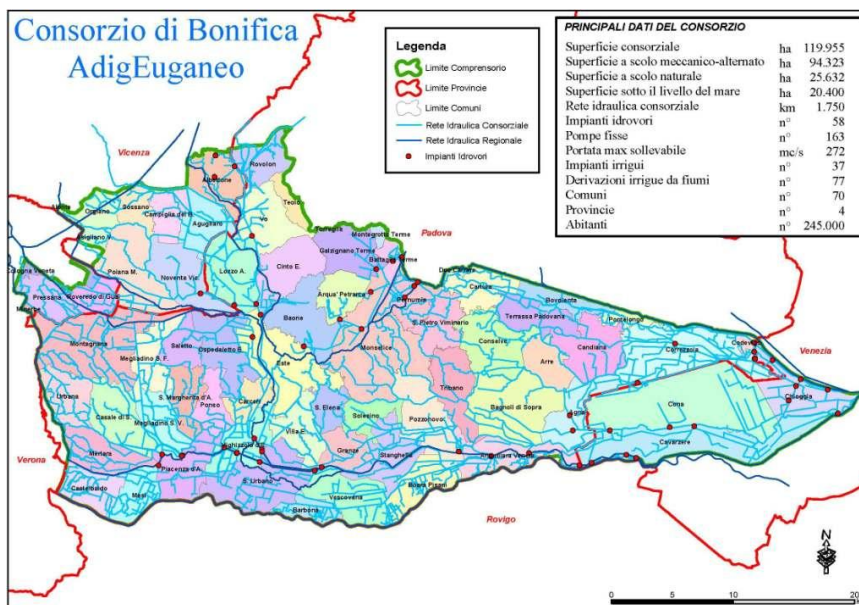 Consorzio di Bonifica
AdigEuganeo
Legenda
Limite Comprensorio
Limite Provincie
Limite Comuni
Rete Idraulica Consorziale
Rete Idraulica Regionale
Impianti Idrovori
PRINCIPALI DATI DEL CONSORZIO
Superficie consorziale ha 119.955
Superficie a scolo meccanico-alternato ha 94.323
Superficie a scolo naturale ha 25.632
Superficie sotto il livello del mare ha 20.400
Rete idraulica consorziale km 1.750
Impianti idrovori n° 58
Pompe fisse n° 163
Portata max sollevabile mc/s 272
Impianti irrigui n° 37
Derivazioni irrigue da fiumi n° 77
Comuni n° 70
Provincie n° 4
Abitanti n° 245.000
Vicenza
Rovolon
Teolo
Orgiano
Sossano
Campiglia dei B.
Agugliaro
Vo
Torreglia
Montegrotto Terme
Padova
Galzignano Terme
Battaglia Terme
Cinto E.
Lozzo A.
Poiana M.
Noventa Vic.
Cologna Veneta
Pressana
Roveredo di Guà
Arqua' Petrarca
Due Carrare
Cartura
Pernumia
Bovolenta
Baone
S. Pietro Viminario
Terrassa Padovana
Pontelongo
Montagnana
Saletto
Ospedaletto E.
Monselice
Conselve
Candiana
Correzzola
Codevigo
Venezia
Megliadino S. F.
Este
Arre
Tribano
Urbana
S. Margherita d'A.
Ponso
Carceri
S. Elena
Solesino
Pozzonovo
Bagnoli di Sopra
Agna
Cona
Chioggia
Casale di S.
Megliadino S. V.
Villa E.
Granze
Stanghella
Anguillara Veneta
Cavarzere
Verona
Merlara
Piacenza d'A.
Vighizzolo d'E.
S. Urbano
Vescovana
Boara Pisani
Castelbaldo
Masi
Barbona
Rovigo
N
0 10 20